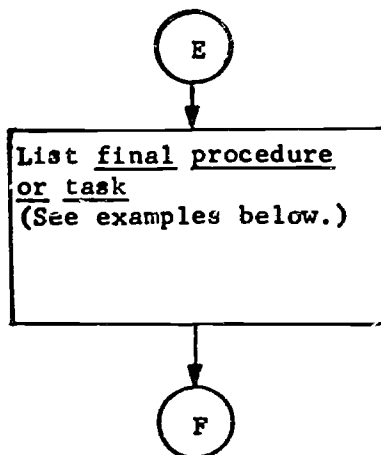 E
List final procedure
or task
(See examples below.)
F